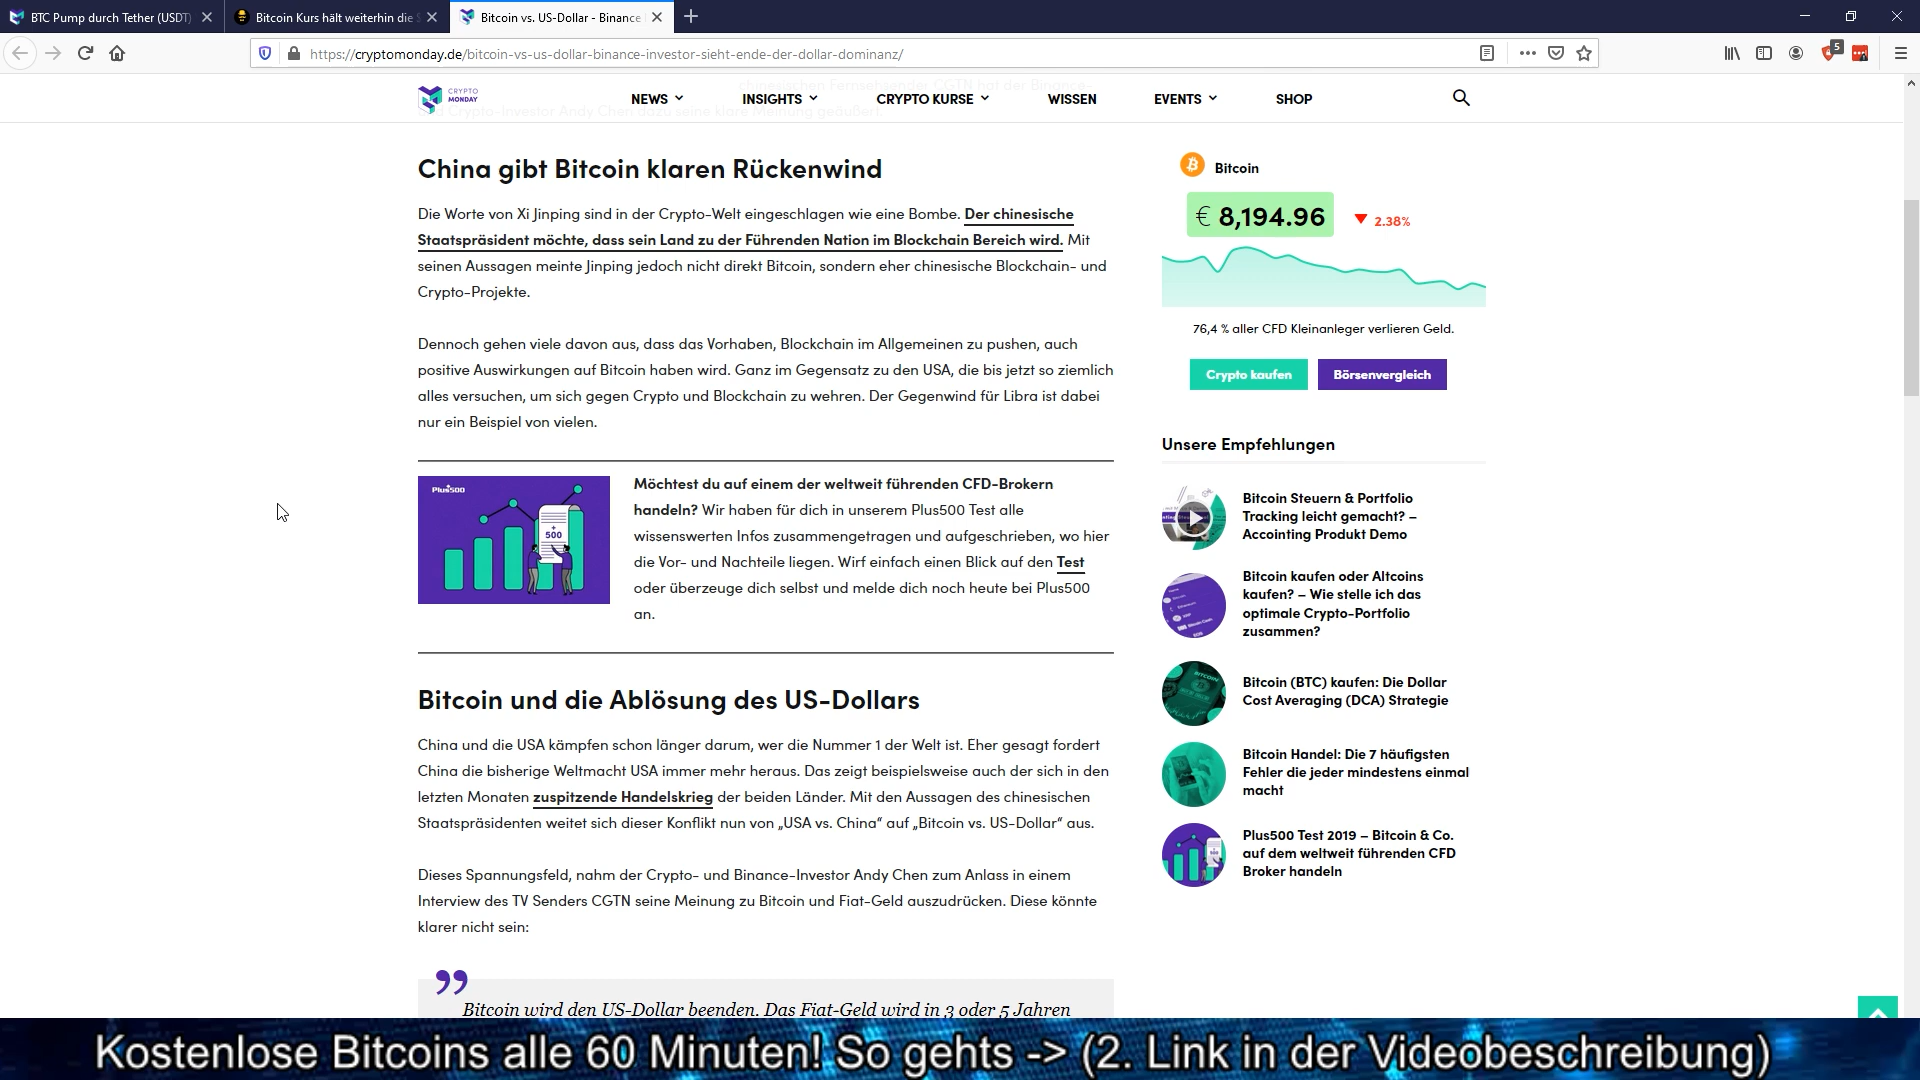 BTC Pump durch Tether (USDT)
Bitcoin Kurs hält weiterhin die $
Bitcoin vs. US-Dollar - Binance
https://cryptomonday.de/bitcoin-vs-us-dollar-binance-investor-sieht-ende-der-dollar-dominanz/
5
chinesischen Fernsehsender CGTN hat der Binance-
und Crypto-Investor Andy Chen dazu seine klare Meinung geäußert.
CRYPTO
MONDAY
NEWS
INSIGHTS
CRYPTO KURSE
WISSEN
EVENTS
SHOP
China gibt Bitcoin klaren Rückenwind
Die Worte von Xi Jinping sind in der Crypto-Welt eingeschlagen wie eine Bombe. Der chinesische
Staatspräsident möchte, dass sein Land zu der Führenden Nation im Blockchain Bereich wird. Mit
seinen Aussagen meinte Jinping jedoch nicht direkt Bitcoin, sondern eher chinesische Blockchain- und
Crypto-Projekte.
Dennoch gehen viele davon aus, dass das Vorhaben, Blockchain im Allgemeinen zu pushen, auch
positive Auswirkungen auf Bitcoin haben wird. Ganz im Gegensatz zu den USA, die bis jetzt so ziemlich
alles versuchen, um sich gegen Crypto und Blockchain zu wehren. Der Gegenwind für Libra ist dabei
nur ein Beispiel von vielen.
Plus500
500
Möchtest du auf einem der weltweit führenden CFD-Brokern
handeln? Wir haben für dich in unserem Plus500 Test alle
wissenswerten Infos zusammengetragen und aufgeschrieben, wo hier
die Vor- und Nachteile liegen. Wirf einfach einen Blick auf den Test
oder überzeuge dich selbst und melde dich noch heute bei Plus500
an.
Bitcoin und die Ablösung des US-Dollars
China und die USA kämpfen schon länger darum, wer die Nummer 1 der Welt ist. Eher gesagt fordert
China die bisherige Weltmacht USA immer mehr heraus. Das zeigt beispielsweise auch der sich in den
letzten Monaten zuspitzende Handelskrieg der beiden Länder. Mit den Aussagen des chinesischen
Staatspräsidenten weitet sich dieser Konflikt nun von „USA vs. China“ auf „Bitcoin vs. US-Dollar“ aus.
Dieses Spannungsfeld, nahm der Crypto- und Binance-Investor Andy Chen zum Anlass in einem
Interview des TV Senders CGTN seine Meinung zu Bitcoin und Fiat-Geld auszudrücken. Diese könnte
klarer nicht sein:
”
Bitcoin wird den US-Dollar beenden. Das Fiat-Geld wird in 3 oder 5 Jahren
Bitcoin
€ 8,194.96
2.38%
76,4 % aller CFD Kleinanleger verlieren Geld.
Crypto kaufen
Börsenvergleich
Unsere Empfehlungen
Bitcoin Steuern & Portfolio
Tracking leicht gemacht? –
Accointing Produkt Demo
Bitcoin kaufen oder Altcoins
kaufen? – Wie stelle ich das
optimale Crypto-Portfolio
zusammen?
Bitcoin (BTC) kaufen: Die Dollar
Cost Averaging (DCA) Strategie
Bitcoin Handel: Die 7 häufigsten
Fehler die jeder mindestens einmal
macht
Plus500 Test 2019 – Bitcoin & Co.
auf dem weltweit führenden CFD
Broker handeln
Kostenlose Bitcoins alle 60 Minuten! So gehts -> (2. Link in der Videobeschreibung)